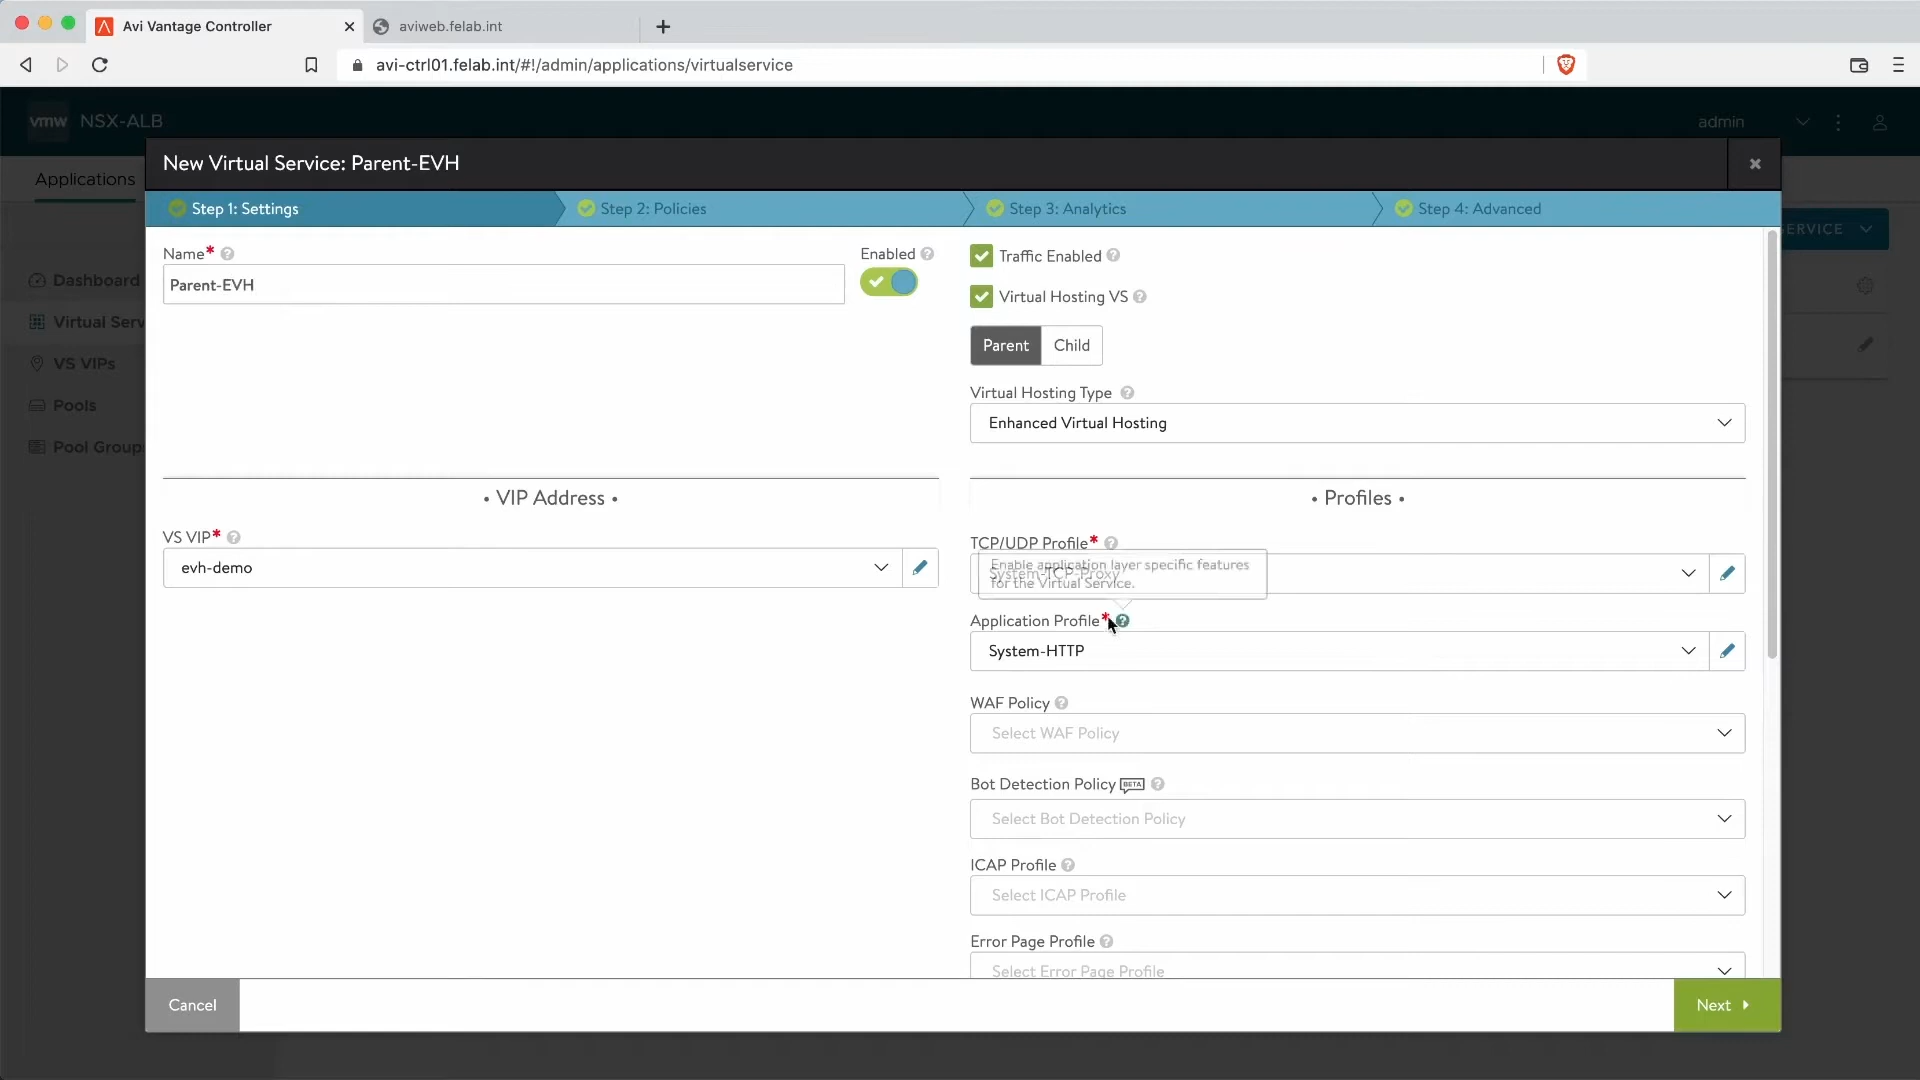 Avi Vantage Controller
aviweb.felab.int
avi-ctrl01.felab.int/#!/admin/applications/virtualservice
vmw NSX-ALB
admin
New Virtual Service: Parent-EVH
Applications
Step 1: Settings
Step 2: Policies
Step 3: Analytics
Step 4: Advanced
ERVICE
Name*
Enabled
Parent-EVH
Traffic Enabled
Virtual Hosting VS
Parent
Child
Virtual Hosting Type
Enhanced Virtual Hosting
Dashboard
Virtual Serv
VS VIPs
Pools
Pool Group
• VIP Address •
VS VIP*
evh-demo
• Profiles •
TCP/UDP Profile*
System-TCP-Proxy
Enable application layer specific features
for the Virtual Service.
Application Profile*
System-HTTP
WAF Policy
Select WAF Policy
Bot Detection Policy BETA
Select Bot Detection Policy
ICAP Profile
Select ICAP Profile
Error Page Profile
Select Error Page Profile
Cancel
Next